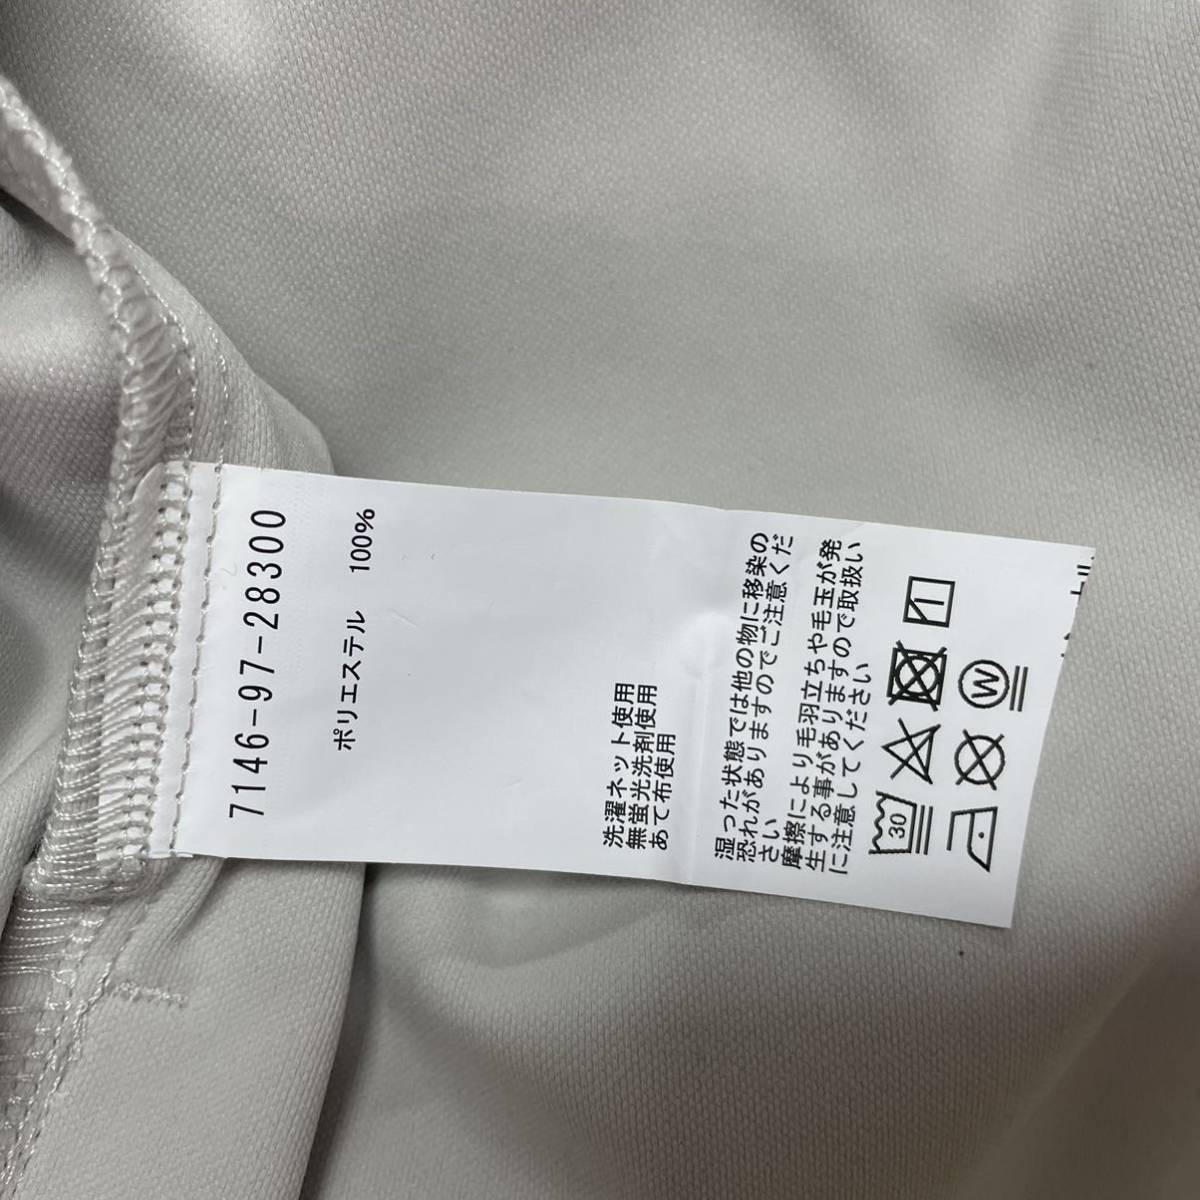 7146-97-28300
ポリエステル 100%
洗濯ネット使用
無蛍光洗剤使用
あて布使用
湿った状態では他の物に移染の
恐れがありますのでご注意くだ
さい
摩擦により毛羽立ちや毛玉が発
生する事がありますので取扱い
に注意してください
30
W